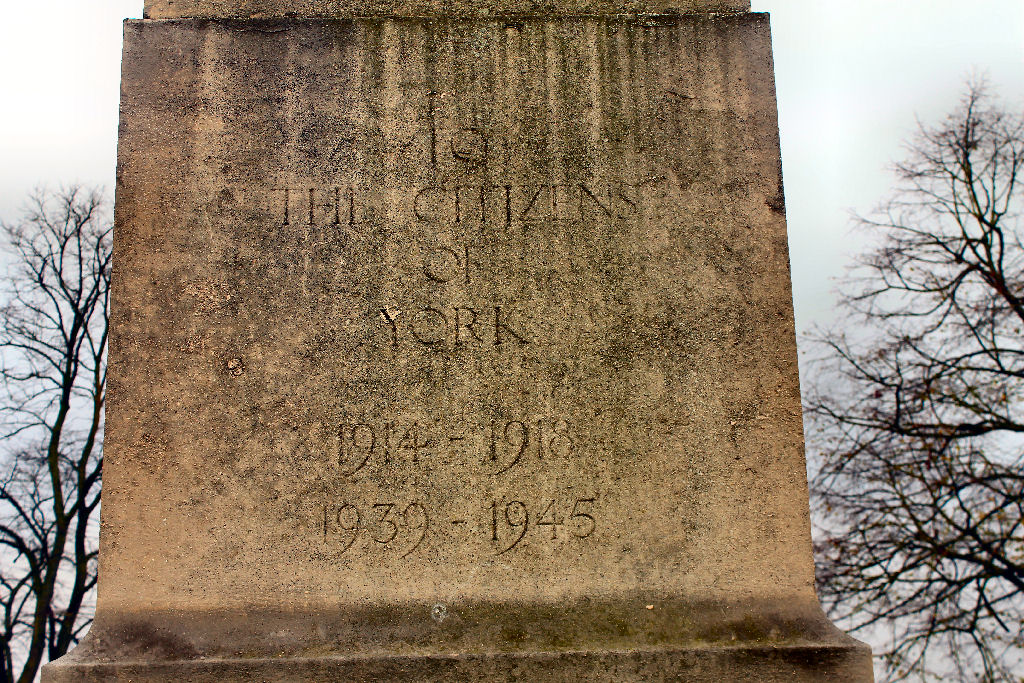 To
THE CITIZENS
OF
YORK
1914 - 1918
1939 - 1945